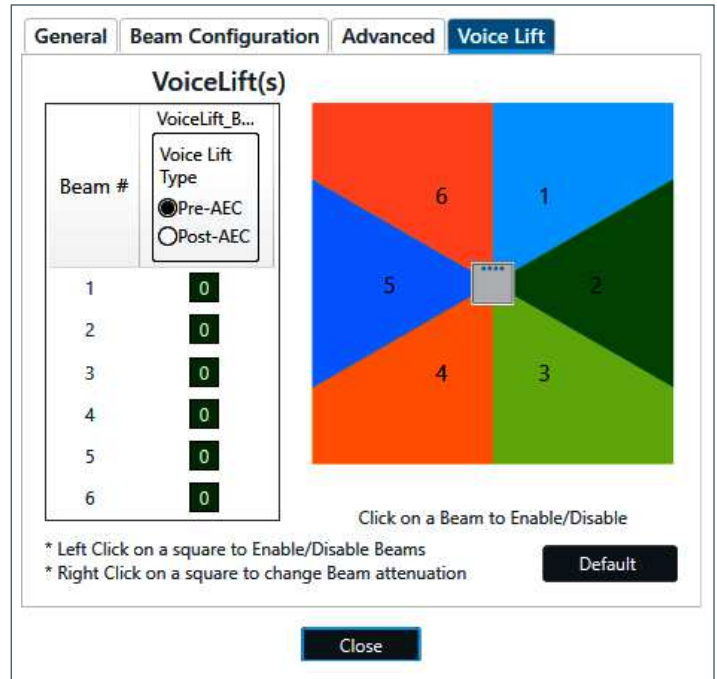 General Beam Configuration Advanced Voice Lift
VoiceLift(s)
VoiceLift_B...
Beam #
Voice Lift
Type
Pre-AEC
Post-AEC
1 0
2 0
3 0
4 0
5 0
6 0
6 1
5 2
4 3
Click on a Beam to Enable/Disable
* Left Click on a square to Enable/Disable Beams
* Right Click on a square to change Beam attenuation
Default
Close